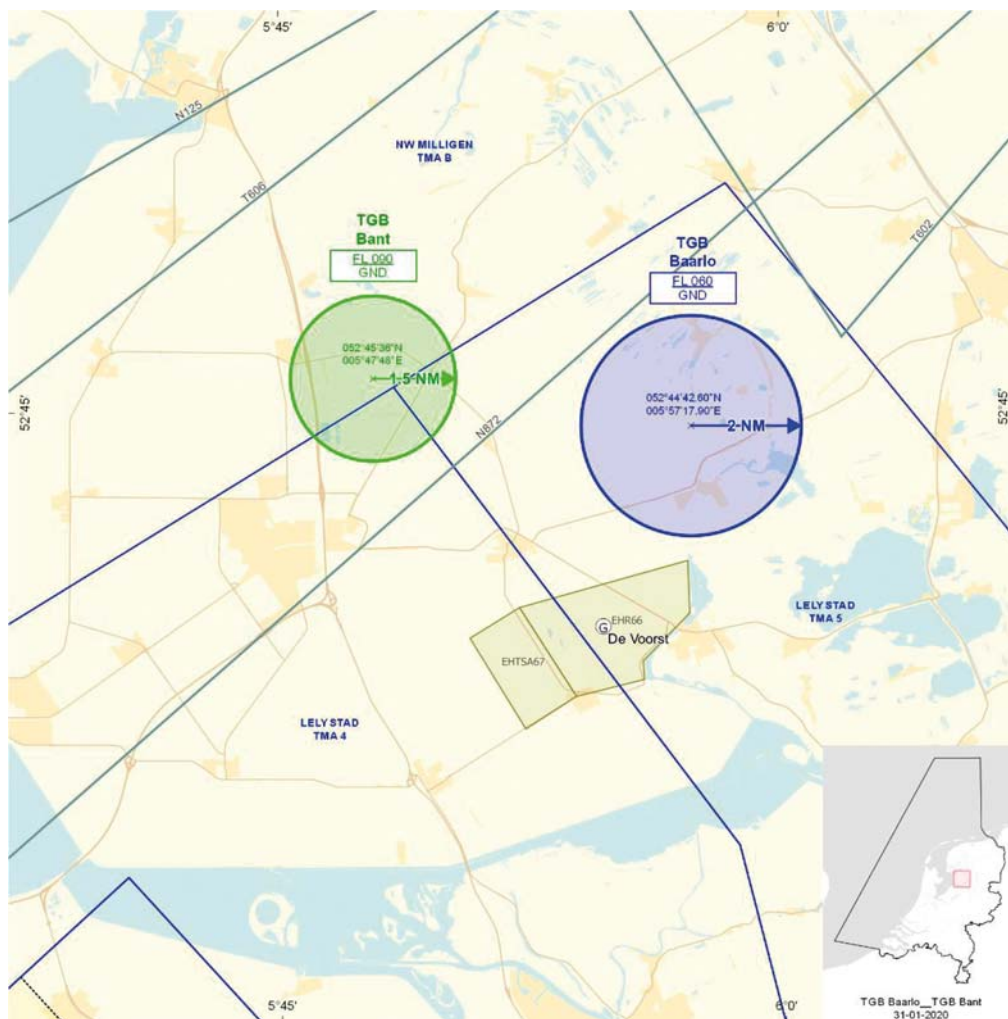 5°45'
6°0'
N125
NW MILLIGEN
TMA B
T606
TGB
Bant
FL 090
GND
TGB
Baarlo
FL 060
GND
T602
052°45'36"N
005°47'48"E
1.5 NM
052°44'42.60"N
005°57'17.90"E
2 NM
52°45'
52°45'
N872
LELYSTAD
TMA 5
EHR66
G
De Voorst
EHTSA67
LELYSTAD
TMA 4
5°45'
6°0'
TGB Baarlo__TGB Bant
31-01-2020